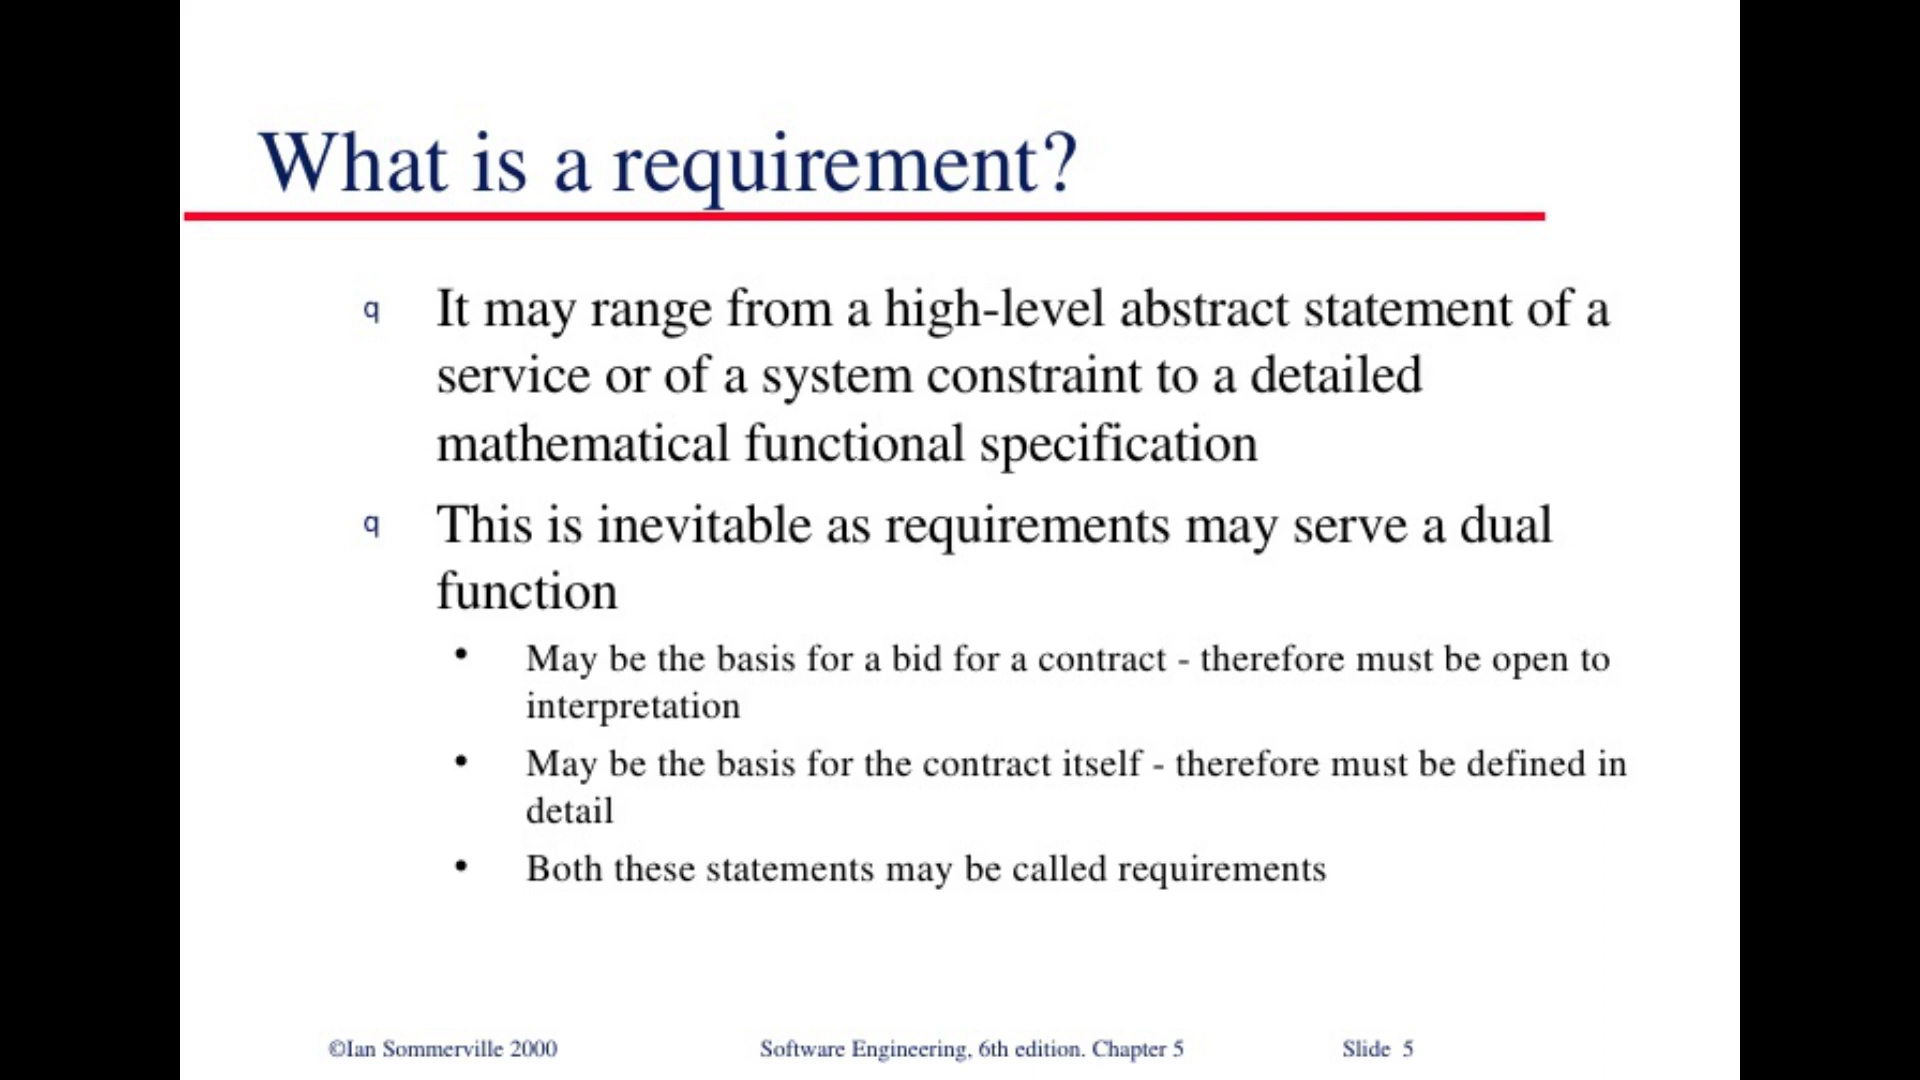 What is a requirement?
q It may range from a high-level abstract statement of a
service or of a system constraint to a detailed
mathematical functional specification
q This is inevitable as requirements may serve a dual
function
• May be the basis for a bid for a contract - therefore must be open to
interpretation
• May be the basis for the contract itself - therefore must be defined in
detail
• Both these statements may be called requirements
©Ian Sommerville 2000 Software Engineering, 6th edition. Chapter 5 Slide 5